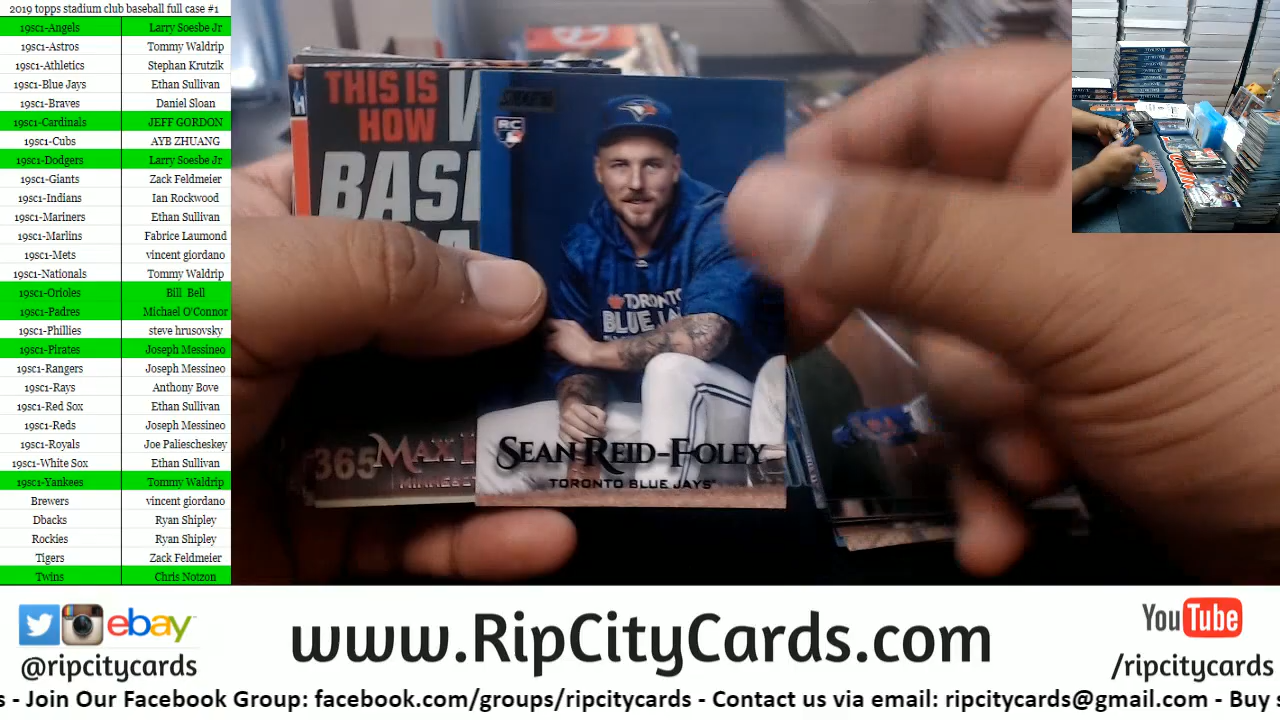 2019 topps stadium club baseball full case #1
19sc1-Angels Larry Soesbe Jr
19sc1-Astros Tommy Waldrip
19sc1-Athletics Stephan Krutzik
19sc1-Blue Jays Ethan Sullivan
19sc1-Braves Daniel Sloan
19sc1-Cardinals JEFF GORDON
19sc1-Cubs AYB ZHUANG
19sc1-Dodgers Larry Soesbe Jr
19sc1-Giants Zack Feldmeier
19sc1-Indians Ian Rockwood
19sc1-Mariners Ethan Sullivan
19sc1-Marlins Fabrice Laumond
19sc1-Mets vincent giordano
19sc1-Nationals Tommy Waldrip
19sc1-Orioles Bill Bell
19sc1-Padres Michael O'Connor
19sc1-Phillies steve hrusovsky
19sc1-Pirates Joseph Messineo
19sc1-Rangers Joseph Messineo
19sc1-Rays Anthony Bove
19sc1-Red Sox Ethan Sullivan
19sc1-Reds Joseph Messineo
19sc1-Royals Joe Paliescheskey
19sc1-White Sox Ethan Sullivan
19sc1-Yankees Tommy Waldrip
Brewers vincent giordano
Dbacks Ryan Shipley
Rockies Ryan Shipley
Tigers Zack Feldmeier
Twins Chris Notzon
THIS IS
HOW
BAS
RC
TORONTO
BLUE JA
365 MAX
SEAN REID-FOLEY
TORONTO BLUE JAYS
ebay
@ripcitycards
www.RipCityCards.com
YouTube
/ripcitycards
s - Join Our Facebook Group: facebook.com/groups/ripcitycards - Contact us via email: ripcitycards@gmail.com - Buy s